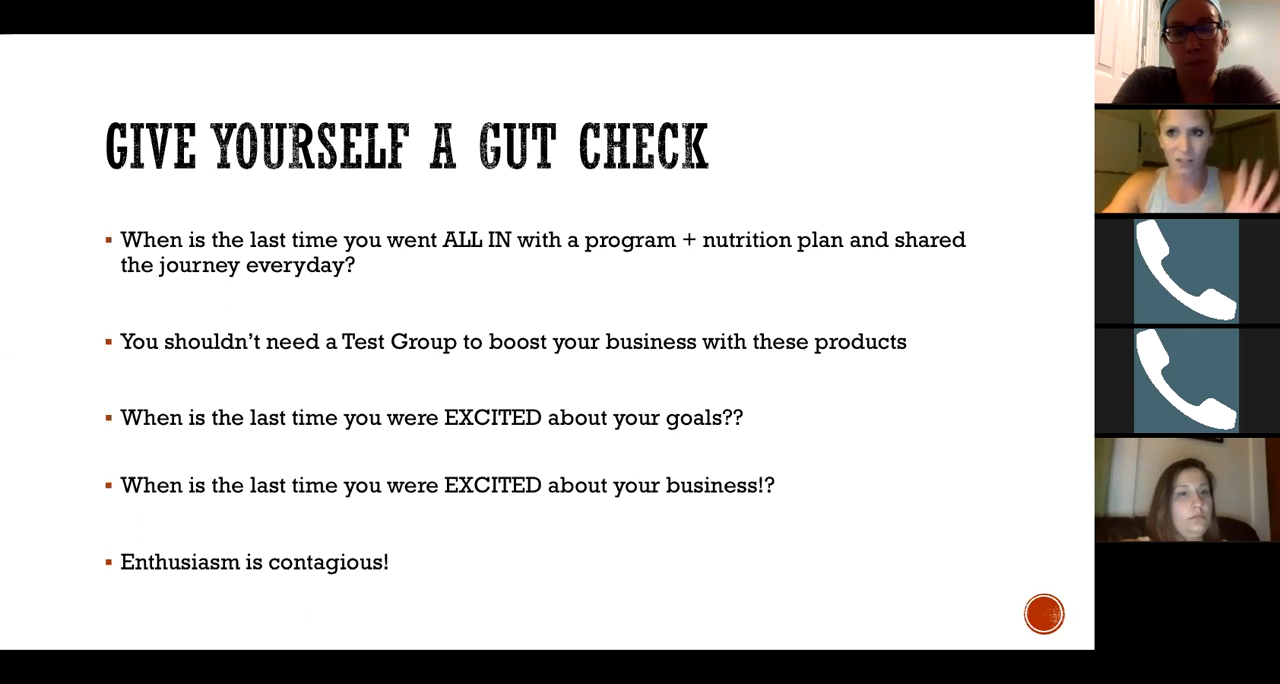 GIVE YOURSELF A GUT CHECK
When is the last time you went ALL IN with a program + nutrition plan and shared
the journey everyday?
You shouldn't need a Test Group to boost your business with these products
When is the last time you were EXCITED about your goals??
When is the last time you were EXCITED about your business!?
Enthusiasm is contagious!